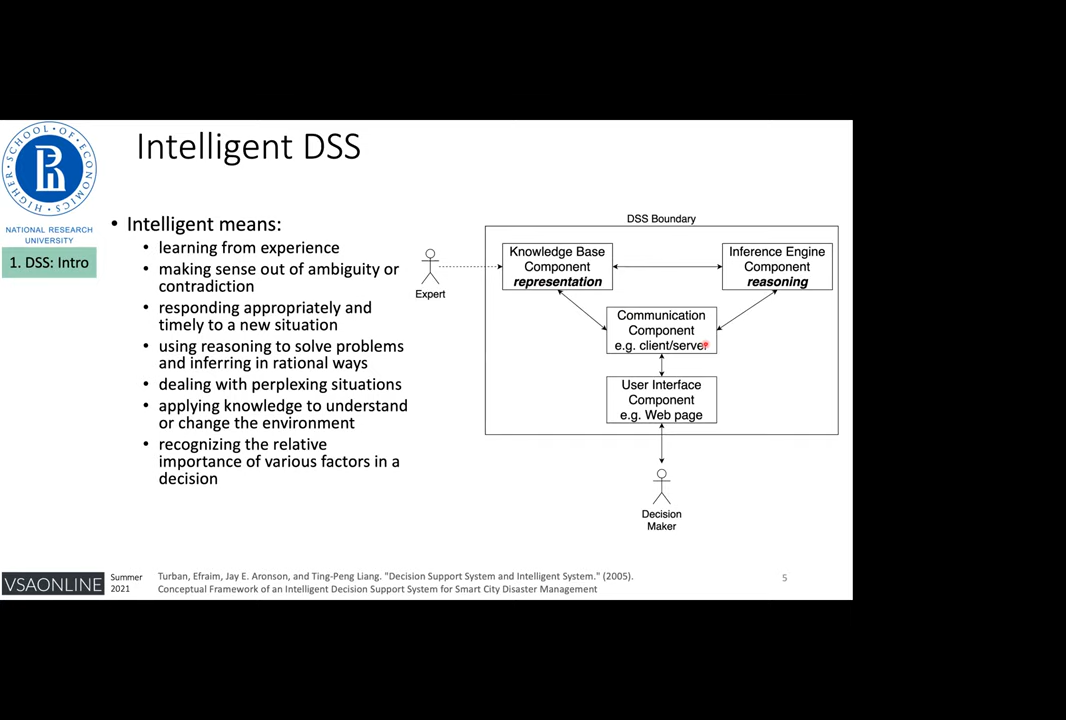 HIGHER · SCHOOL · OF · ECONOMICS
NATIONAL RESEARCH
UNIVERSITY
1. DSS: Intro
Intelligent DSS
• Intelligent means:
• learning from experience
• making sense out of ambiguity or
contradiction
• responding appropriately and
timely to a new situation
• using reasoning to solve problems
and inferring in rational ways
• dealing with perplexing situations
• applying knowledge to understand
or change the environment
• recognizing the relative
importance of various factors in a
decision
DSS Boundary
Expert
Knowledge Base
Component
representation
Inference Engine
Component
reasoning
Communication
Component
e.g. client/server
User Interface
Component
e.g. Web page
Decision
Maker
VSAONLINE
Summer
2021
Turban, Efraim, Jay E. Aronson, and Ting-Peng Liang. "Decision Support System and Intelligent System." (2005).
Conceptual Framework of an Intelligent Decision Support System for Smart City Disaster Management
5